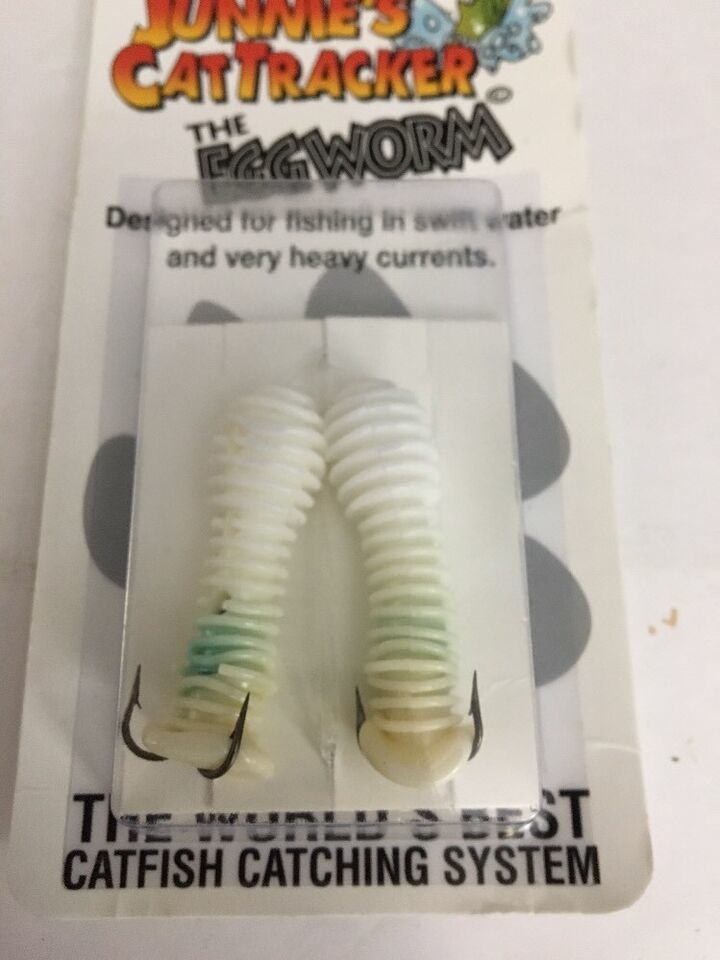 JUNNIE'S
CATTRACKER
THE
EGGWORM ©
Designed for fishing in swift water
and very heavy currents.
THE WORLD'S BEST
CATFISH CATCHING SYSTEM